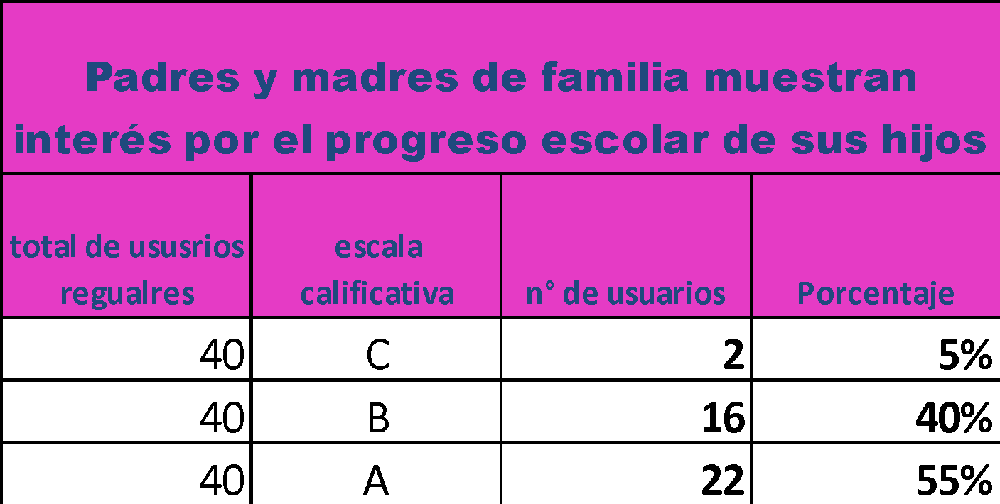 Padres y madres de familia muestran
interés por el progreso escolar de sus hijos
total de ususrios
regualres
escala
calificativa
n° de usuarios
Porcentaje
40 C 2 5%
40 B 16 40%
40 A 22 55%